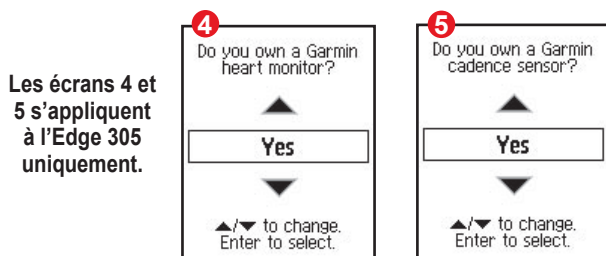 Les écrans 4 et
5 s’appliquent
à l’Edge 305
uniquement.
4
Do you own a Garmin
heart monitor?
Yes
▲/▼ to change.
Enter to select.
5
Do you own a Garmin
cadence sensor?
Yes
▲/▼ to change.
Enter to select.